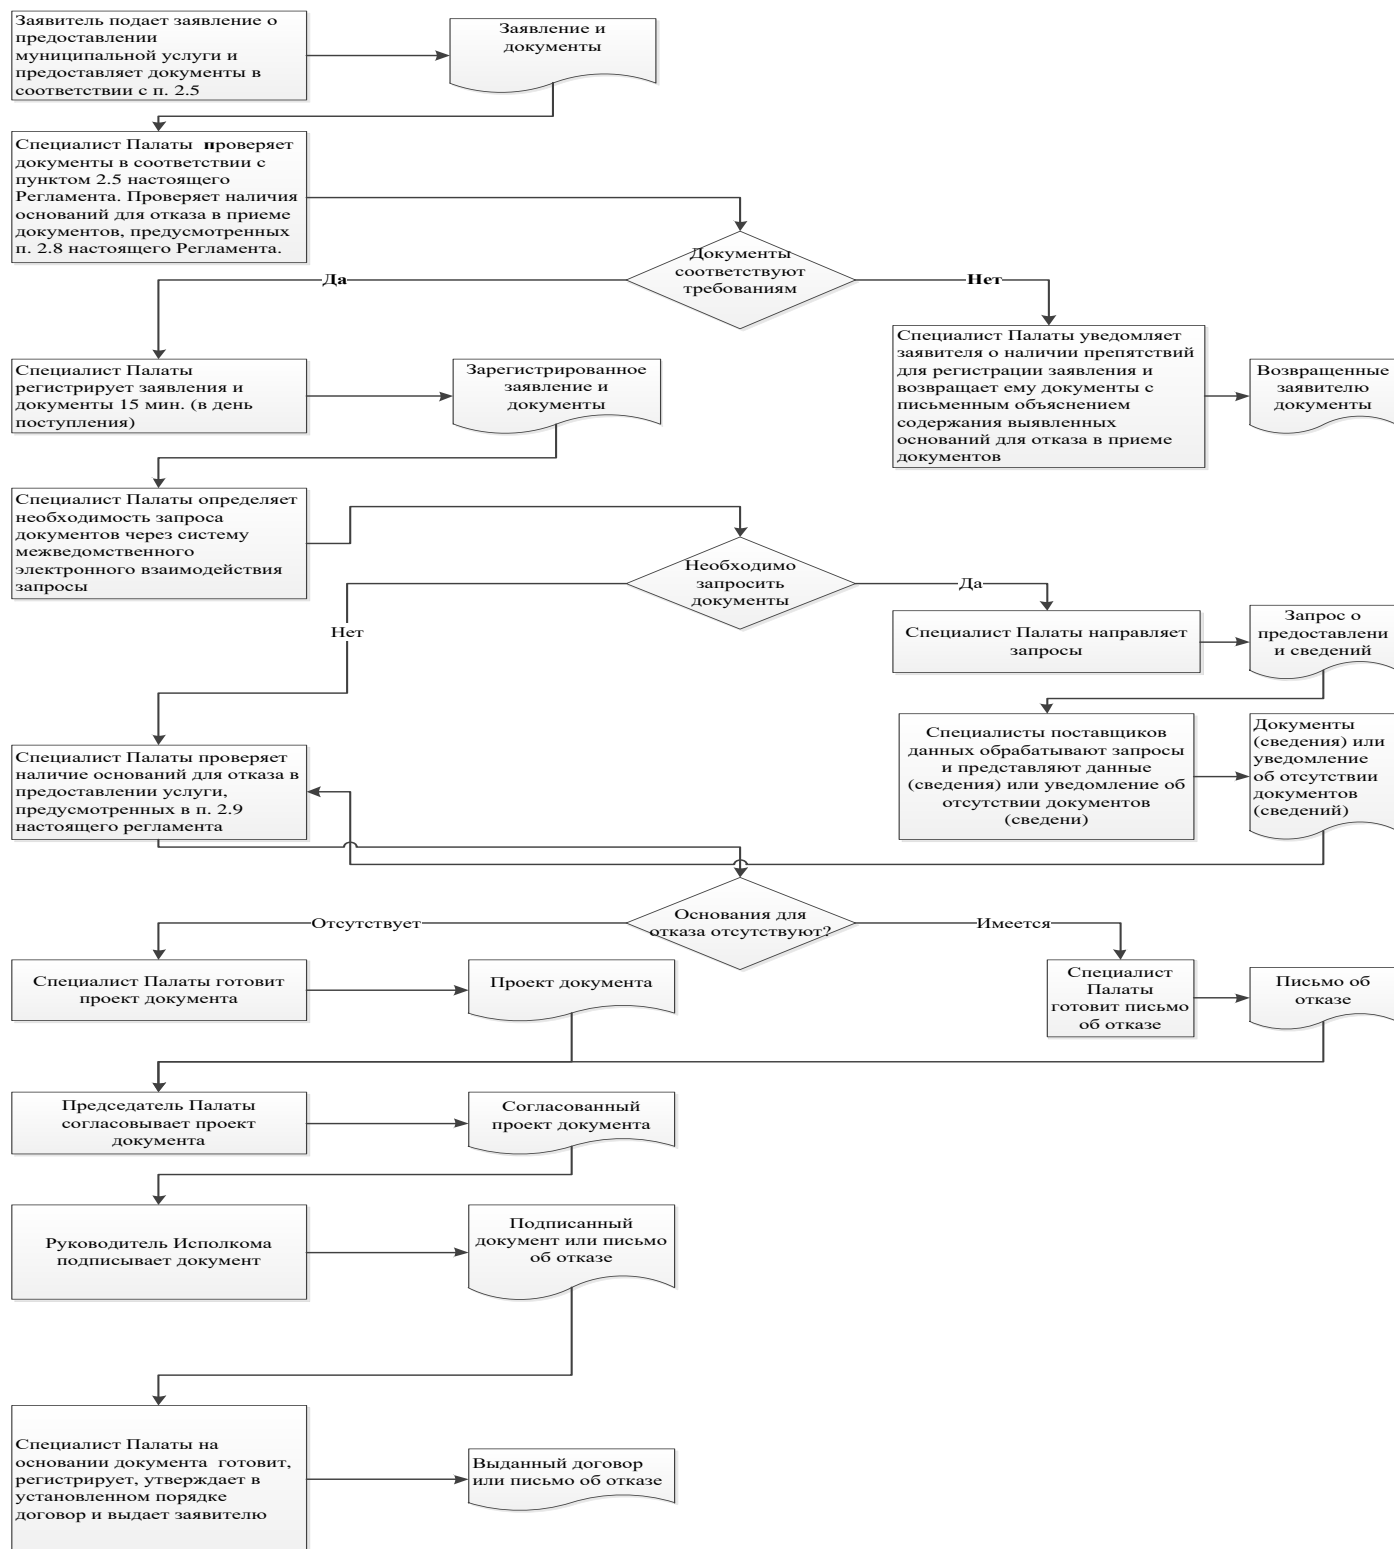 Заявитель подает заявление о
предоставлении
муниципальной услуги и
предоставляет документы в
соответствии с п. 2.5
Заявление и
документы
Специалист Палаты проверяет
документы в соответствии с
пунктом 2.5 настоящего
Регламента. Проверяет наличия
оснований для отказа в приеме
документов, предусмотренных
п. 2.8 настоящего Регламента.
Документы
соответствуют
требованиям
Да
Нет
Специалист Палаты
регистрирует заявления и
документы 15 мин. (в день
поступления)
Зарегистрированное
заявление и
документы
Специалист Палаты уведомляет
заявителя о наличии препятствий
для регистрации заявления и
возвращает ему документы с
письменным объяснением
содержания выявленных
оснований для отказа в приеме
документов
Возвращенные
заявителю
документы
Специалист Палаты определяет
необходимость запроса
документов через систему
межведомственного
электронного взаимодействия
запросы
Необходимо
запросить
документы
Да
Нет
Специалист Палаты направляет
запросы
Запрос о
предоставлени
и сведений
Специалист Палаты проверяет
наличие оснований для отказа в
предоставлении услуги,
предусмотренных в п. 2.9
настоящего регламента
Специалисты поставщиков
данных обрабатывают запросы
и представляют данные
(сведения) или уведомление об
отсутствии документов
(сведени)
Документы
(сведения) или
уведомление
об отсутствии
документов
(сведений)
Основания для
отказа отсутствуют?
Отсутствует
Имеется
Специалист Палаты готовит
проект документа
Проект документа
Специалист
Палаты
готовит письмо
об отказе
Письмо об
отказе
Председатель Палаты
согласовывает проект
документа
Согласованный
проект документа
Руководитель Исполкома
подписывает документ
Подписанный
документ или письмо
об отказе
Специалист Палаты на
основании документа готовит,
регистрирует, утверждает в
установленном порядке
договор и выдает заявителю
Выданный договор
или письмо об отказе